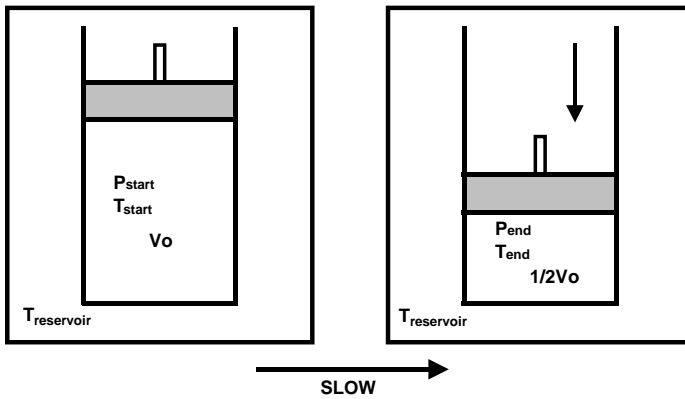 Pstart
Tstart
Vo
Treservoir
Pend
Tend
1/2Vo
Treservoir
SLOW